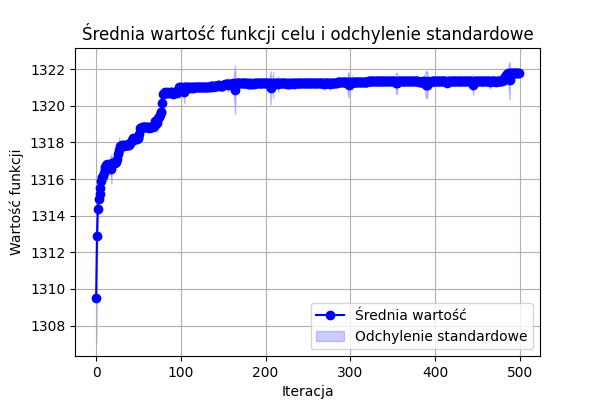 Średnia wartość funkcji celu i odchylenie standardowe
Wartość funkcji
1322
1320
1318
1316
1314
1312
1310
1308
Średnia wartość
Odchylenie standardowe
0 100 200 300 400 500
Iteracja